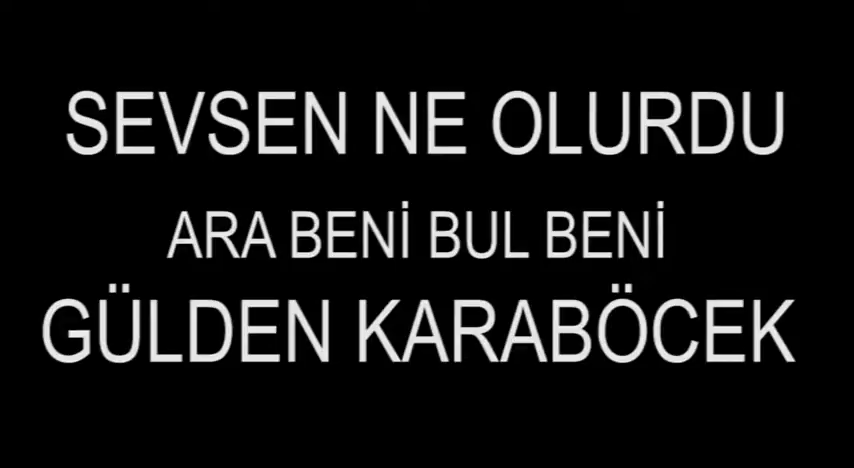 SEVSEN NE OLURDU
ARA BENİ BUL BENİ
GÜLDEN KARABÖCEK